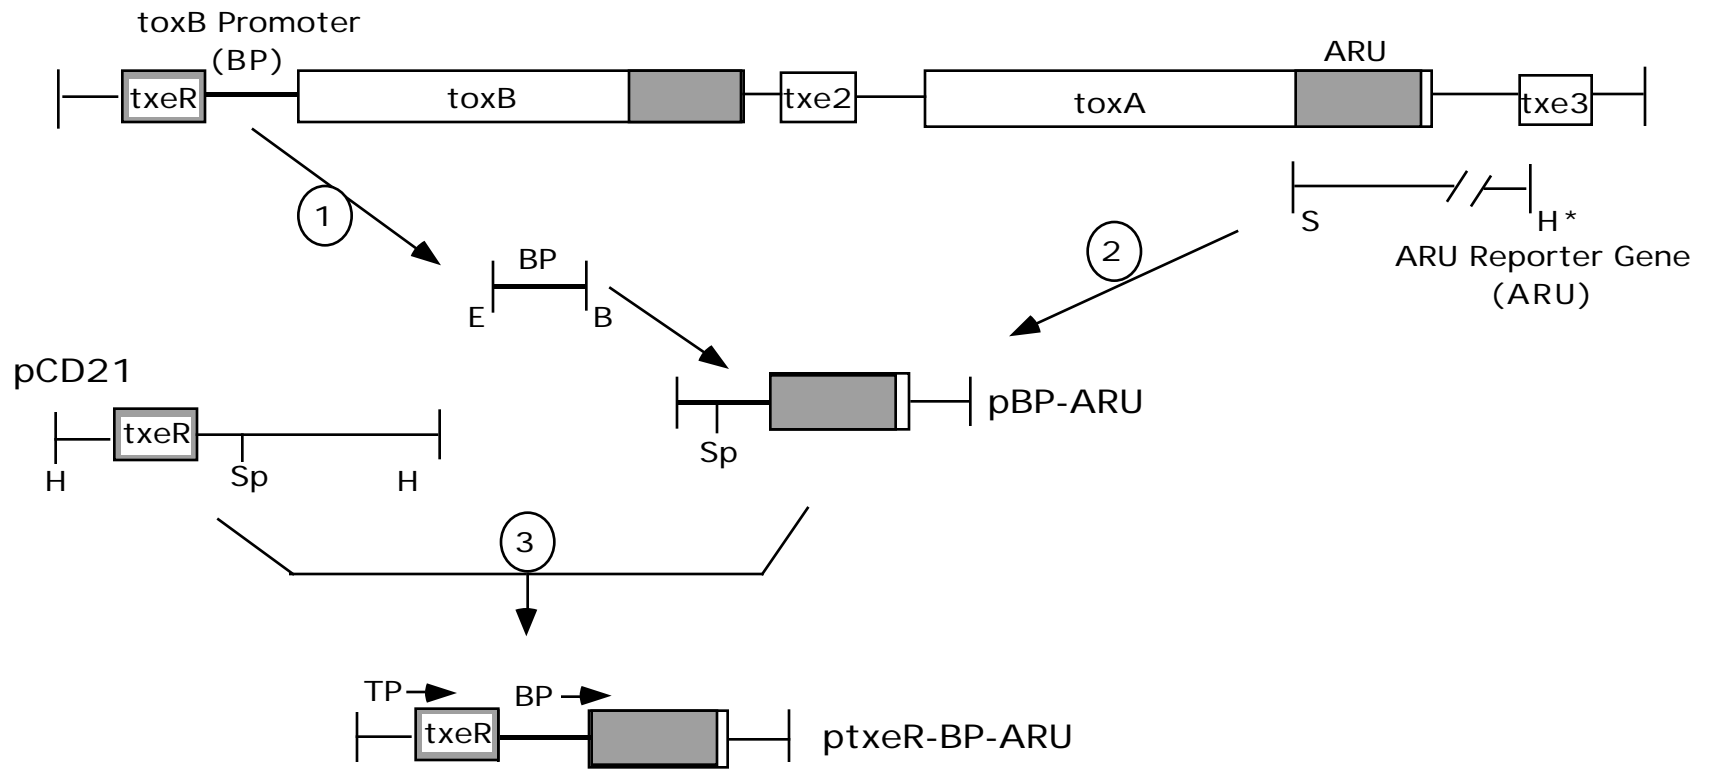 toxB Promoter
(BP)
ARU
txeR
toxB
txe2
toxA
txe3
1
S
H*
2
ARU Reporter Gene
(ARU)
BP
E
B
pCD21
pBP-ARU
txeR
Sp
H
Sp
H
3
TP
BP
txeR
ptxeR-BP-ARU